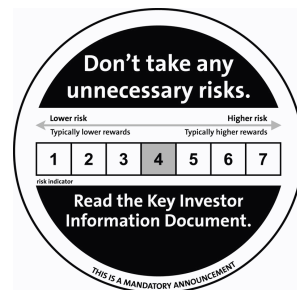 Don't take any
unnecessary risks.
Lower risk Higher risk
Typically lower rewards Typically higher rewards
1 2 3 4 5 6 7
risk indicator
Read the Key Investor
Information Document.
THIS IS A MANDATORY ANNOUNCEMENT